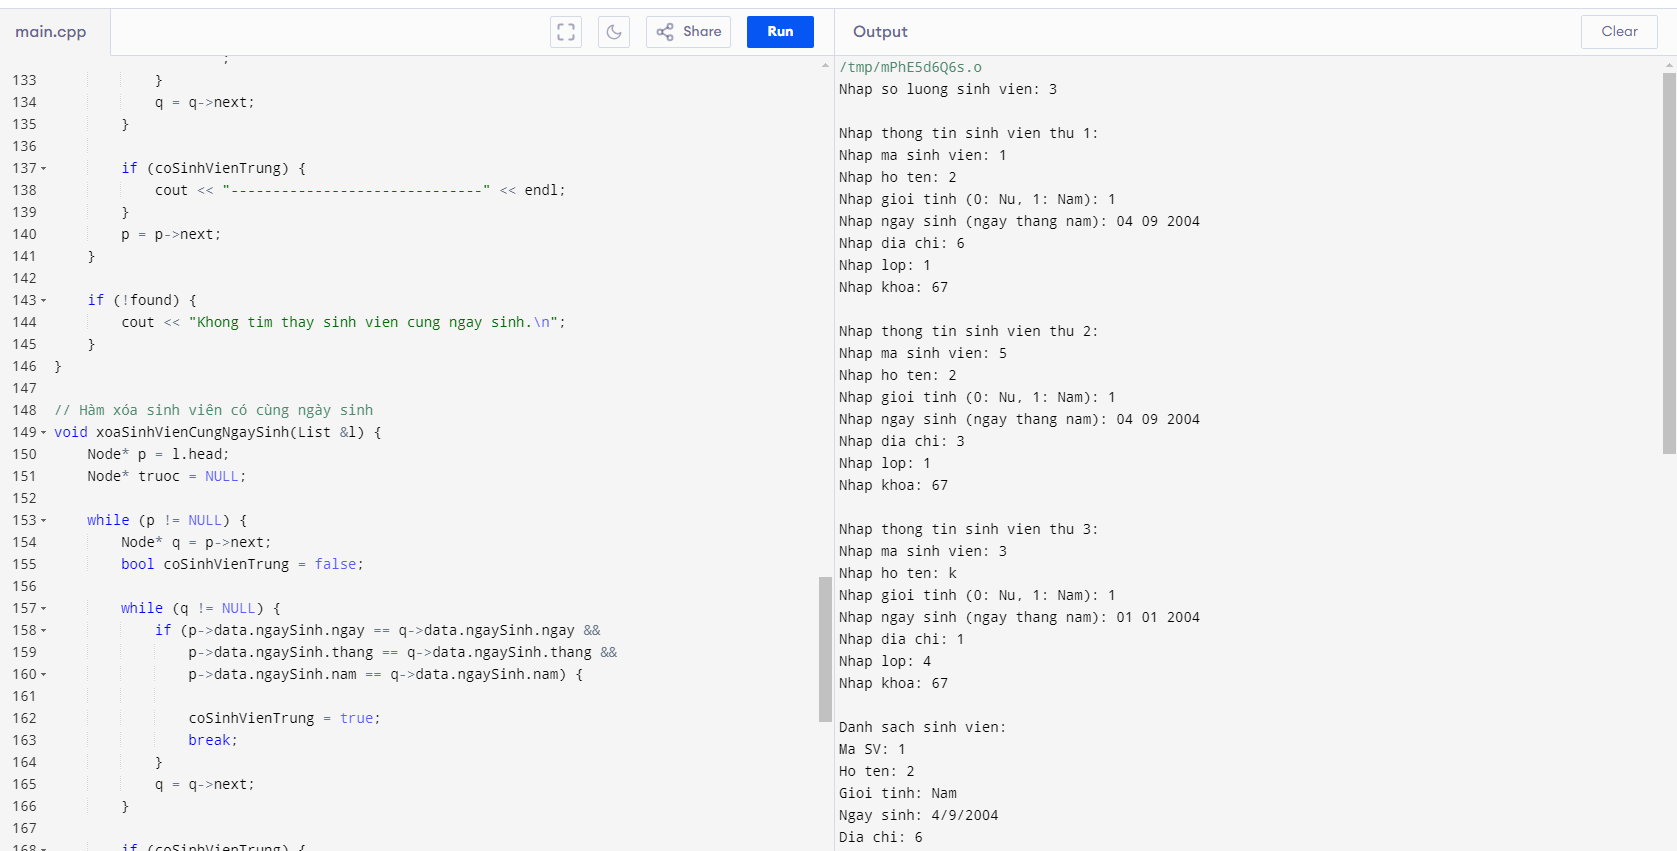 main.cpp
Share
Run
Output
Clear
;
133 }
134 q = q->next;
135 }
136
137 if (coSinhVienTrung) {
138 cout << "------------------------------" << endl;
139 }
140 p = p->next;
141 }
142
143 if (!found) {
144 cout << "Khong tim thay sinh vien cung ngay sinh.\n";
145 }
146 }
147
148 // Hàm xóa sinh viên có cùng ngày sinh
149 void xoaSinhVienCungNgaySinh(List &l) {
150 Node* p = l.head;
151 Node* truoc = NULL;
152
153 while (p != NULL) {
154 Node* q = p->next;
155 bool coSinhVienTrung = false;
156
157 while (q != NULL) {
158 if (p->data.ngaySinh.ngay == q->data.ngaySinh.ngay &&
159 p->data.ngaySinh.thang == q->data.ngaySinh.thang &&
160 p->data.ngaySinh.nam == q->data.ngaySinh.nam) {
161
162 coSinhVienTrung = true;
163 break;
164 }
165 q = q->next;
166 }
167
168 if (coSinhVienTrung) {
/tmp/mPhE5d6Q6s.o
Nhap so luong sinh vien: 3
Nhap thong tin sinh vien thu 1:
Nhap ma sinh vien: 1
Nhap ho ten: 2
Nhap gioi tinh (0: Nu, 1: Nam): 1
Nhap ngay sinh (ngay thang nam): 04 09 2004
Nhap dia chi: 6
Nhap lop: 1
Nhap khoa: 67
Nhap thong tin sinh vien thu 2:
Nhap ma sinh vien: 5
Nhap ho ten: 2
Nhap gioi tinh (0: Nu, 1: Nam): 1
Nhap ngay sinh (ngay thang nam): 04 09 2004
Nhap dia chi: 3
Nhap lop: 1
Nhap khoa: 67
Nhap thong tin sinh vien thu 3:
Nhap ma sinh vien: 3
Nhap ho ten: k
Nhap gioi tinh (0: Nu, 1: Nam): 1
Nhap ngay sinh (ngay thang nam): 01 01 2004
Nhap dia chi: 1
Nhap lop: 4
Nhap khoa: 67
Danh sach sinh vien:
Ma SV: 1
Ho ten: 2
Gioi tinh: Nam
Ngay sinh: 4/9/2004
Dia chi: 6